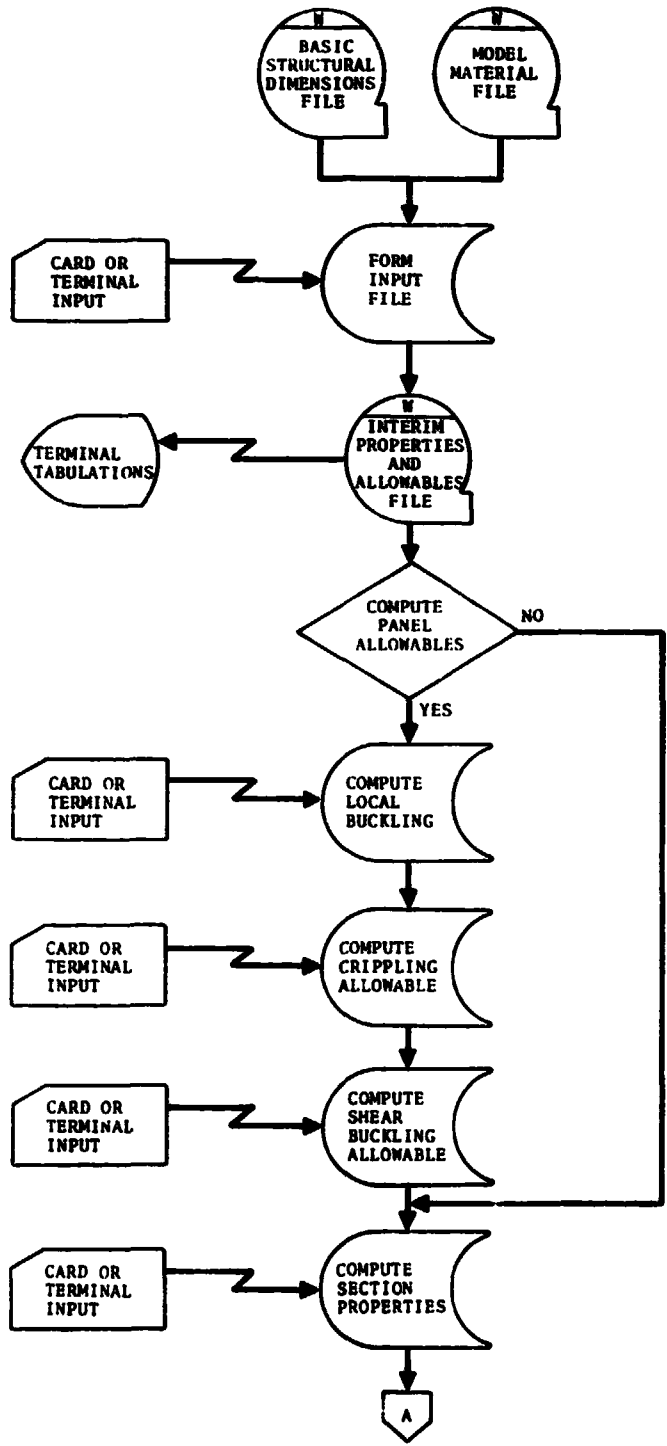 W
BASIC
STRUCTURAL
DIMENSIONS
FILE
W
MODEL
MATERIAL
FILE
CARD OR
TERMINAL
INPUT
FORM
INPUT
FILE
TERMINAL
TABULATIONS
W
INTERIM
PROPERTIES
AND
ALLOWABLES
FILE
COMPUTE
PANEL
ALLOWABLES
NO
YES
CARD OR
TERMINAL
INPUT
COMPUTE
LOCAL
BUCKLING
CARD OR
TERMINAL
INPUT
COMPUTE
CRIPPLING
ALLOWABLE
CARD OR
TERMINAL
INPUT
COMPUTE
SHEAR
BUCKLING
ALLOWABLE
CARD OR
TERMINAL
INPUT
COMPUTE
SECTION
PROPERTIES
A